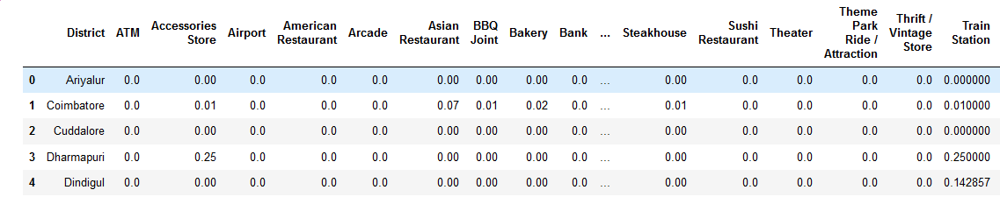 District ATM Accessories Store Airport American Restaurant Arcade Asian Restaurant BBQ Joint Bakery Bank ... Steakhouse Sushi Restaurant Theater Theme Park Ride / Attraction Thrift / Vintage Store Train Station
0 Ariyalur 0.0 0.00 0.0 0.0 0.0 0.00 0.00 0.00 0.0 ... 0.00 0.0 0.0 0.0 0.0 0.000000
1 Coimbatore 0.0 0.01 0.0 0.0 0.0 0.07 0.01 0.02 0.0 ... 0.01 0.0 0.0 0.0 0.0 0.010000
2 Cuddalore 0.0 0.00 0.0 0.0 0.0 0.00 0.00 0.00 0.0 ... 0.00 0.0 0.0 0.0 0.0 0.000000
3 Dharmapuri 0.0 0.25 0.0 0.0 0.0 0.00 0.00 0.00 0.0 ... 0.00 0.0 0.0 0.0 0.0 0.250000
4 Dindigul 0.0 0.00 0.0 0.0 0.0 0.00 0.00 0.00 0.0 ... 0.00 0.0 0.0 0.0 0.0 0.142857